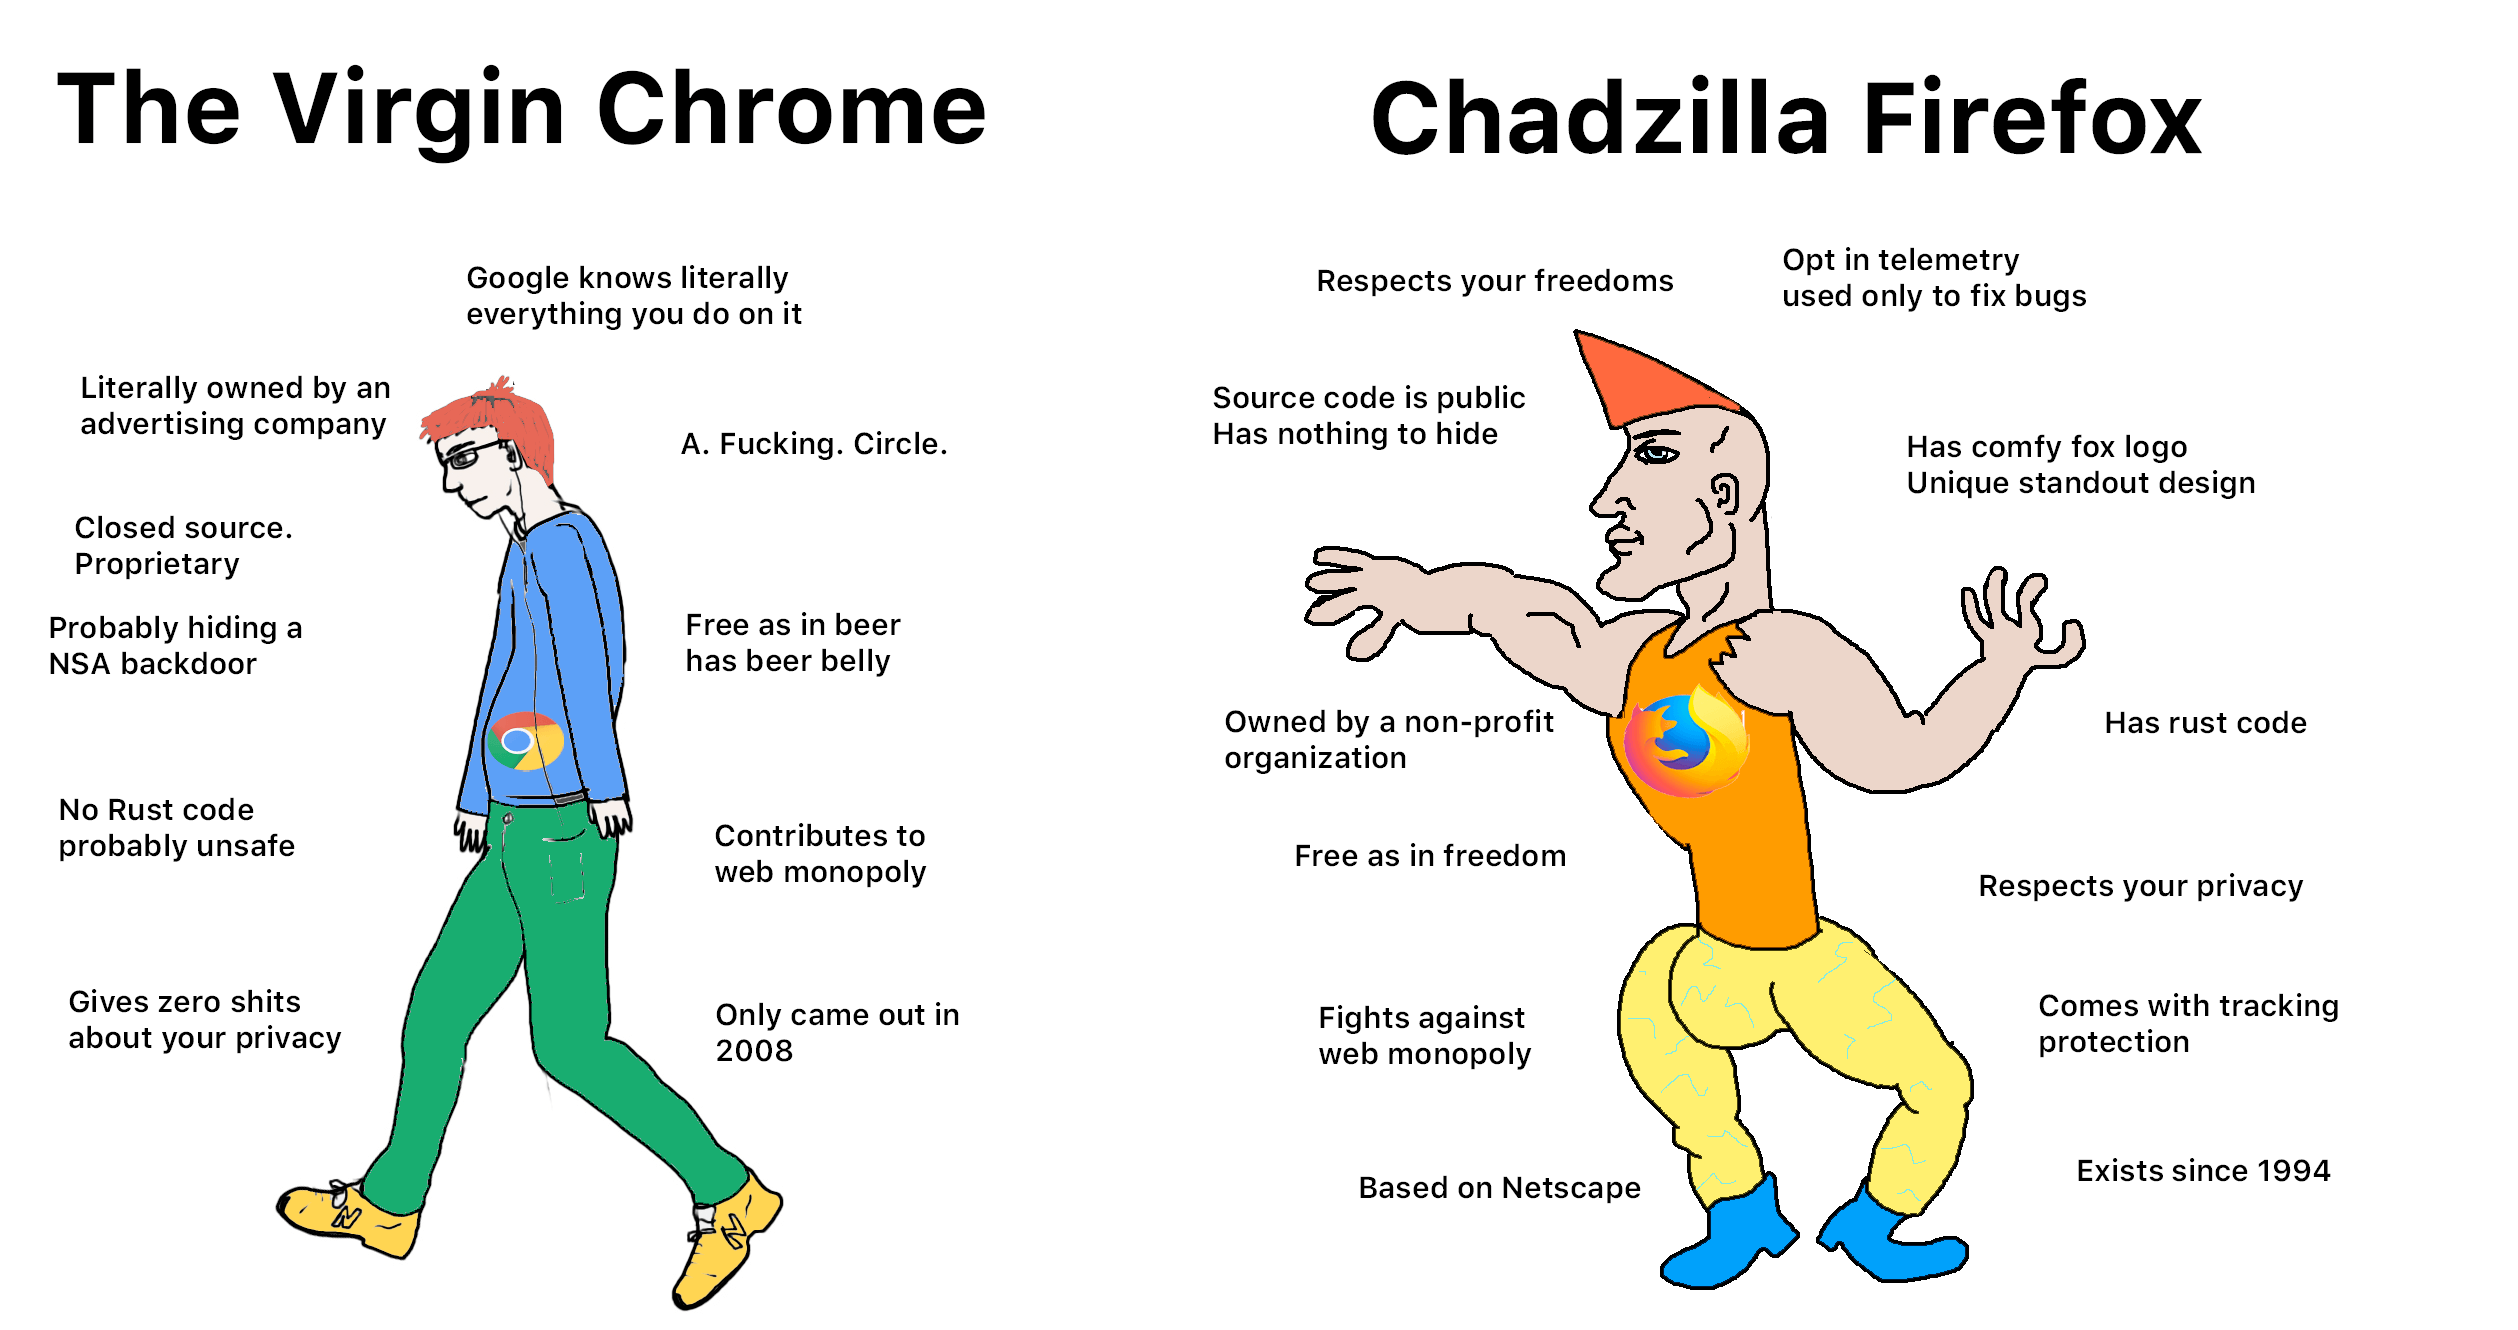 The Virgin Chrome
Google knows literally
everything you do on it
Literally owned by an
advertising company
A. Fucking. Circle.
Closed source.
Proprietary
Probably hiding a
NSA backdoor
Free as in beer
has beer belly
No Rust code
probably unsafe
Contributes to
web monopoly
Gives zero shits
about your privacy
Only came out in
2008
N
N
Chadzilla Firefox
Respects your freedoms
Opt in telemetry
used only to fix bugs
Source code is public
Has nothing to hide
Has comfy fox logo
Unique standout design
Owned by a non-profit
organization
Has rust code
Free as in freedom
Respects your privacy
Fights against
web monopoly
Comes with tracking
protection
Based on Netscape
Exists since 1994